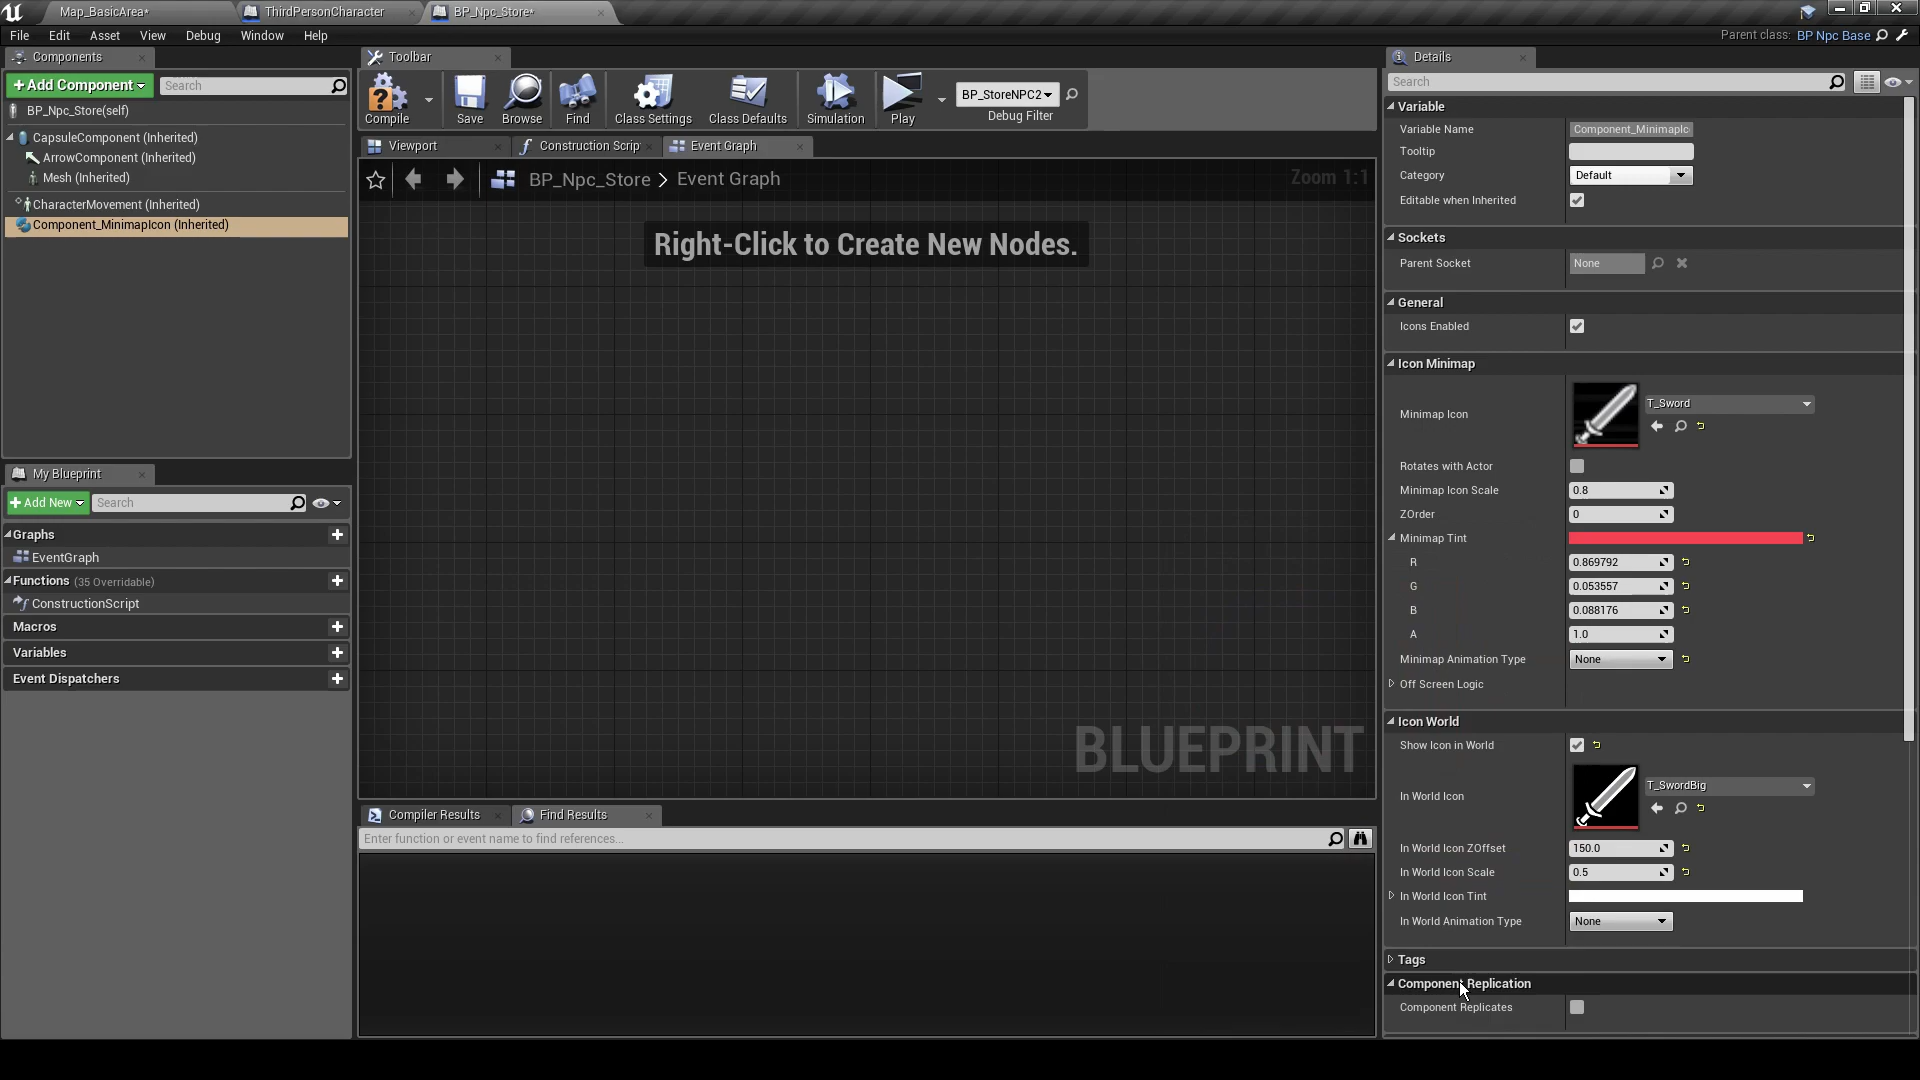 Map_BasicArea*
ThirdPersonCharacter
BP_Npc_Store*
File Edit Asset View Debug Window Help
Parent class: BP Npc Base
Components
+ Add Component
Search
BP_Npc_Store(self)
CapsuleComponent (Inherited)
ArrowComponent (Inherited)
Mesh (Inherited)
CharacterMovement (Inherited)
Component_MinimapIcon (Inherited)
My Blueprint
+ Add New
Search
Graphs
EventGraph
Functions (35 Overridable)
ConstructionScript
Macros
Variables
Event Dispatchers
Toolbar
Compile
Save
Browse
Find
Class Settings
Class Defaults
Simulation
Play
BP_StoreNPC2
Debug Filter
Viewport
Construction Scrip
Event Graph
BP_Npc_Store > Event Graph
Zoom 1:1
Right-Click to Create New Nodes.
BLUEPRINT
Compiler Results
Find Results
Enter function or event name to find references...
Details
Search
Variable
Variable Name Component_MinimapIc
Tooltip
Category Default
Editable when Inherited
Sockets
Parent Socket None
General
Icons Enabled
Icon Minimap
Minimap Icon T_Sword
Rotates with Actor
Minimap Icon Scale 0.8
ZOrder 0
Minimap Tint
R 0.869792
G 0.053557
B 0.088176
A 1.0
Minimap Animation Type None
Off Screen Logic
Icon World
Show Icon in World
In World Icon T_SwordBig
In World Icon ZOffset 150.0
In World Icon Scale 0.5
In World Icon Tint
In World Animation Type None
Tags
Component Replication
Component Replicates